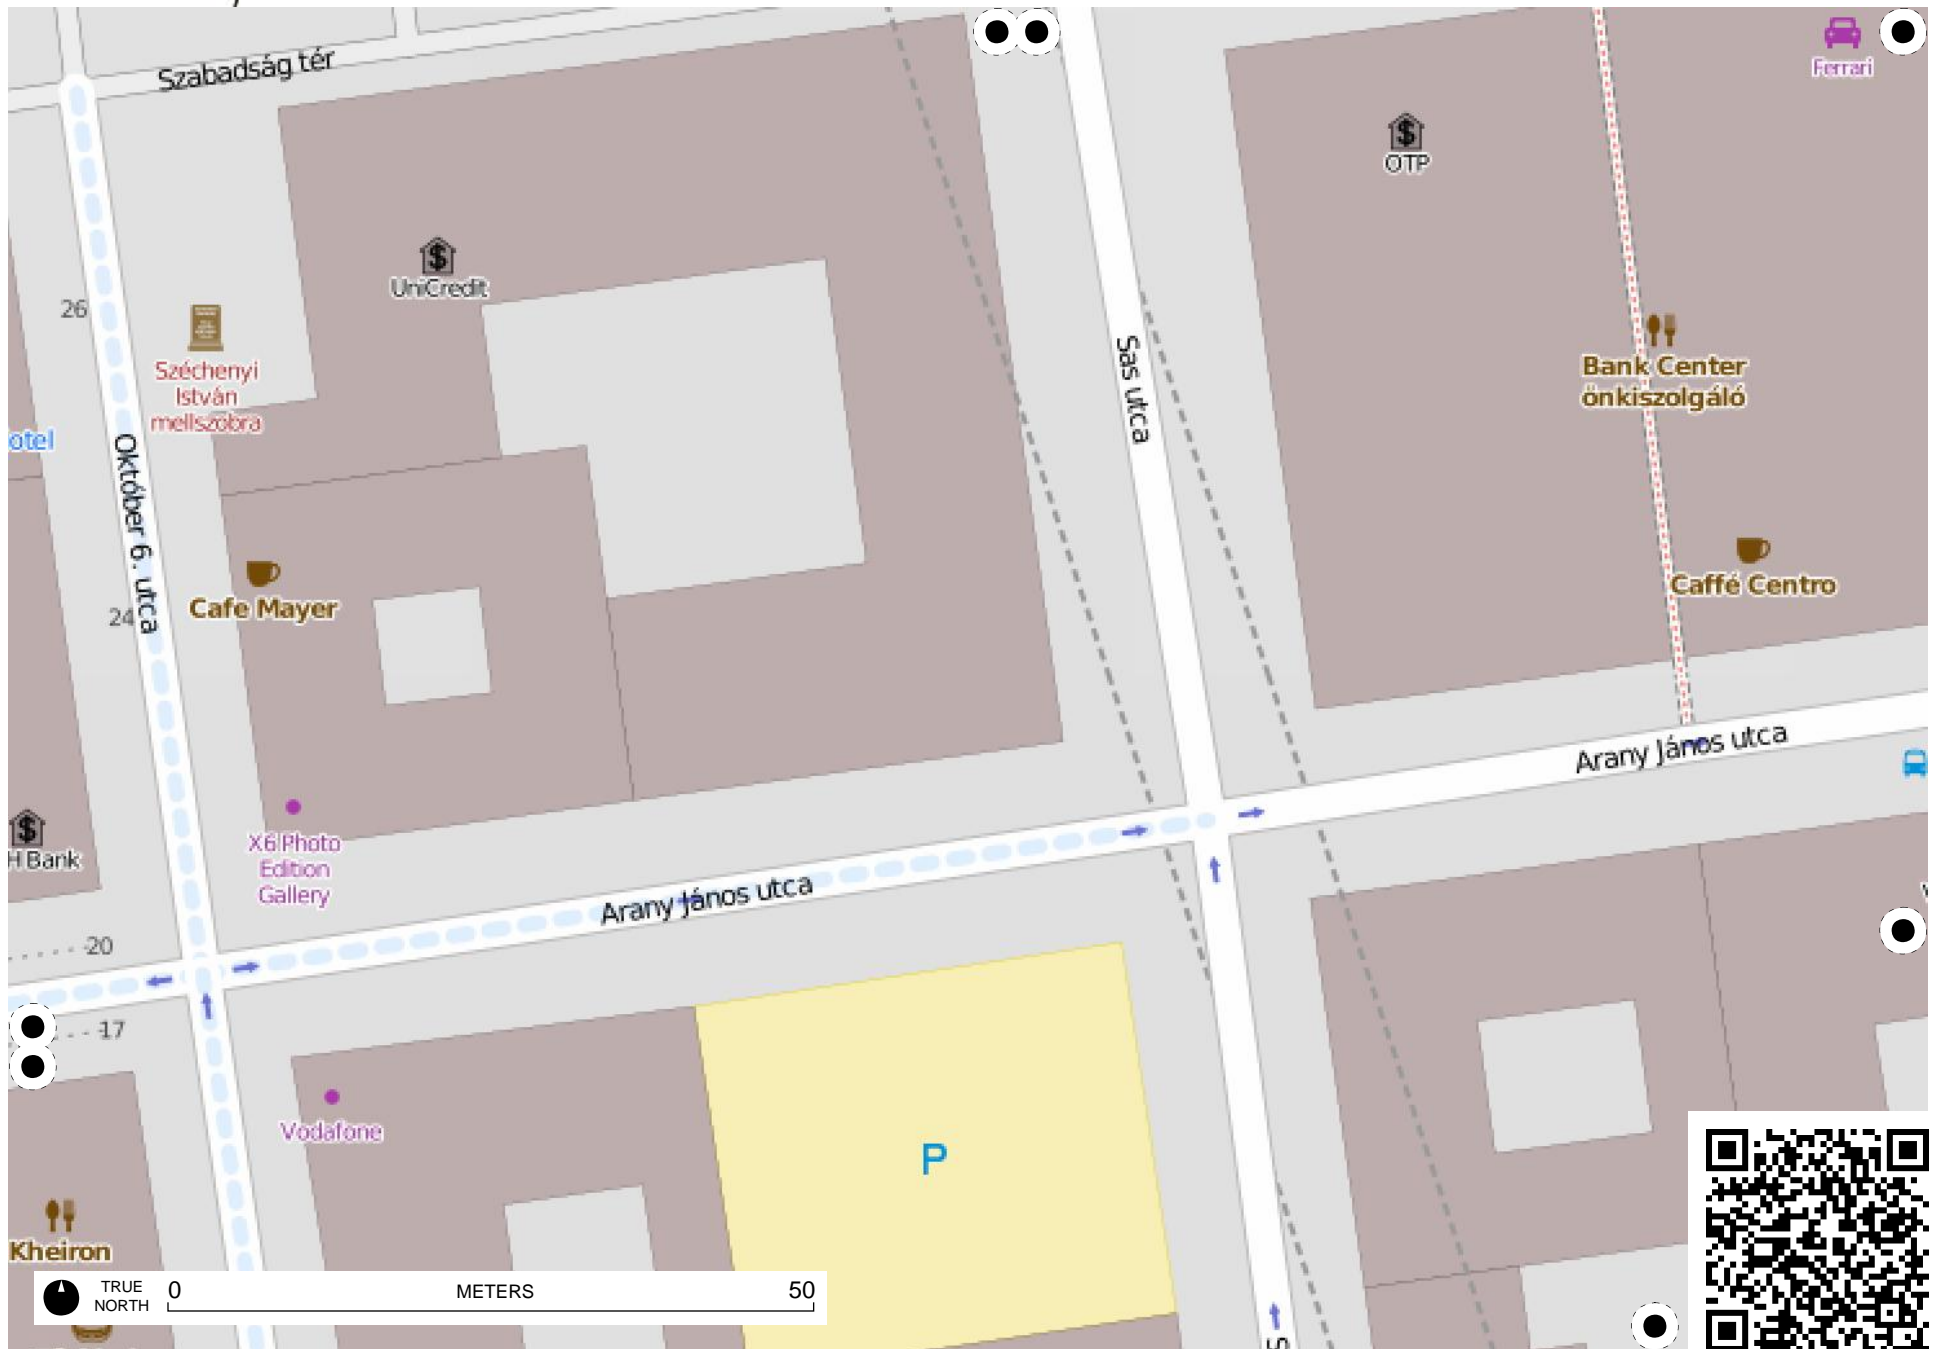 Szabadság tér
Ferrari
OTP
UniCredit
26
Széchenyi
István
mellszobra
Sas utca
Bank Center
önkiszolgáló
otel
Október 6. utca
Caffé Centro
24
Cafe Mayer
Arany János utca
H Bank
X6 Photo
Edition
Gallery
Arany János utca
20
17
Vodafone
P
Kheiron
TRUE
NORTH
0
METERS
50
S